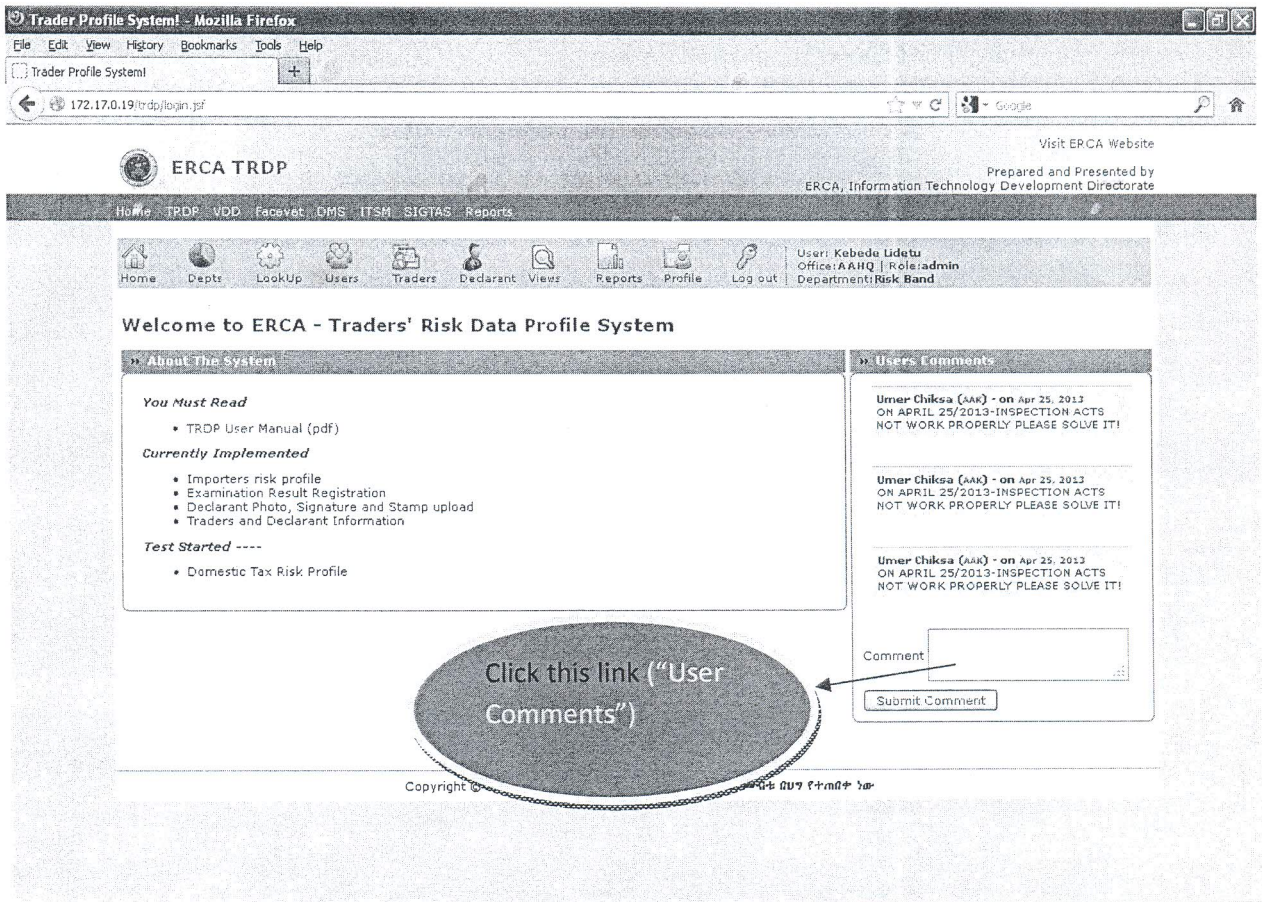 Trader Profile System! - Mozilla Firefox
File Edit View History Bookmarks Tools Help
Trader Profile System!
172.17.0.19/trdp/login.jsf
Google
Visit ERCA Website
ERCA TRDP
Prepared and Presented by
ERCA, Information Technology Development Directorate
Home TRDP VDD Facevet DMS ITSM SIGTAS Reports
Home Depts LookUp Users Traders Declarant Views Reports Profile Log out
User: Kebede Lidetu
Office:AAHQ | Role:admin
Department:Risk Band
Welcome to ERCA - Traders' Risk Data Profile System
» About The System
You Must Read
• TRDP User Manual (pdf)
Currently Implemented
• Importers risk profile
• Examination Result Registration
• Declarant Photo, Signature and Stamp upload
• Traders and Declarant Information
Test Started ----
• Domestic Tax Risk Profile
» Users Comments
Umer Chiksa (AAK) - on Apr 25, 2013
ON APRIL 25/2013-INSPECTION ACTS
NOT WORK PROPERLY PLEASE SOLVE IT!
Umer Chiksa (AAK) - on Apr 25, 2013
ON APRIL 25/2013-INSPECTION ACTS
NOT WORK PROPERLY PLEASE SOLVE IT!
Umer Chiksa (AAK) - on Apr 25, 2013
ON APRIL 25/2013-INSPECTION ACTS
NOT WORK PROPERLY PLEASE SOLVE IT!
Comment
Submit Comment
Click this link ("User
Comments")
Copyright © በህግ የተጠበቀ ነው